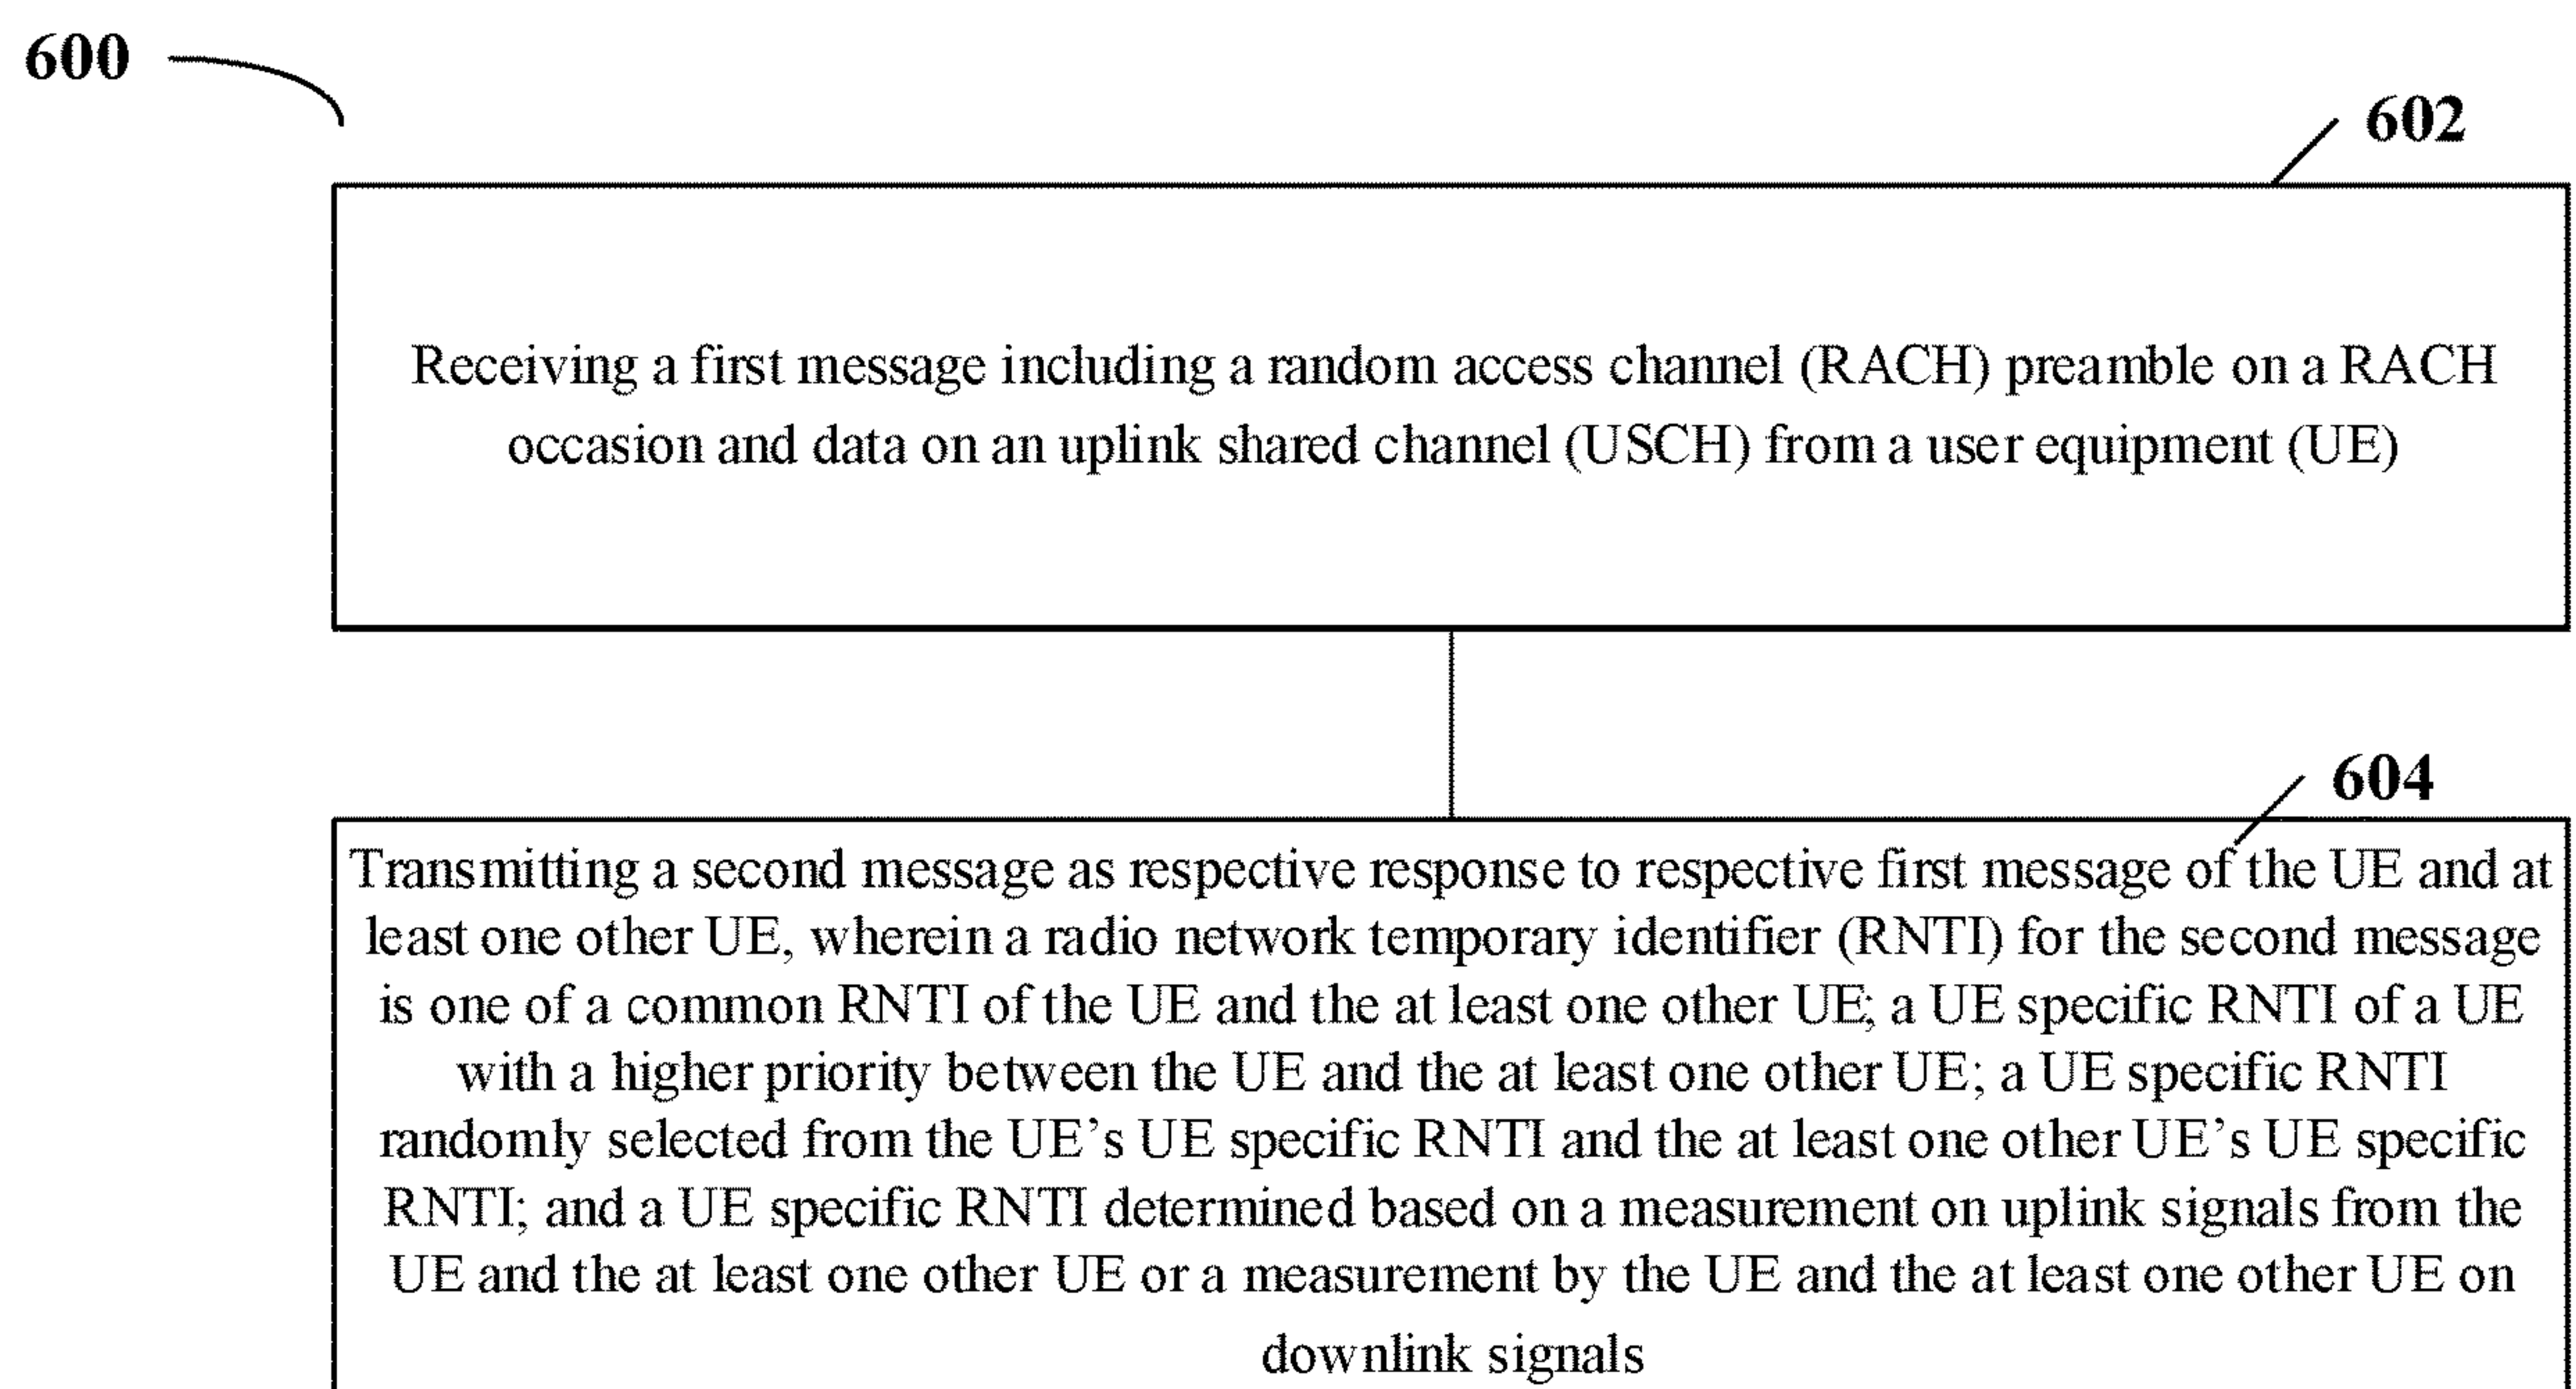 600
602
Receiving a first message including a random access channel (RACH) preamble on a RACH
occasion and data on an uplink shared channel (USCH) from a user equipment (UE)
604
Transmitting a second message as respective response to respective first message of the UE and at
least one other UE, wherein a radio network temporary identifier (RNTI) for the second message
is one of a common RNTI of the UE and the at least one other UE; a UE specific RNTI of a UE
with a higher priority between the UE and the at least one other UE; a UE specific RNTI
randomly selected from the UE’s UE specific RNTI and the at least one other UE’s UE specific
RNTI; and a UE specific RNTI determined based on a measurement on uplink signals from the
UE and the at least one other UE or a measurement by the UE and the at least one other UE on
downlink signals